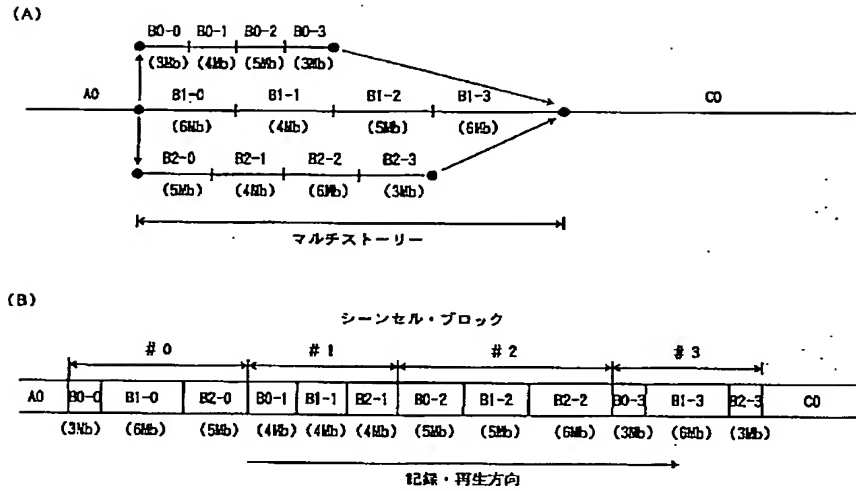 (A)
B0-0 B0-1 B0-2 B0-3
(3Mb) (4Mb) (5Mb) (3Mb)
A0 B1-0 B1-1 B1-2 B1-3 C0
(6Mb) (4Mb) (5Mb) (6Mb)
B2-0 B2-1 B2-2 B2-3
(5Mb) (4Mb) (6Mb) (3Mb)
マルチストーリー
(B)
シーンセル・ブロック
#0 #1 #2 #3
A0 B0-0 B1-0 B2-0 B0-1 B1-1 B2-1 B0-2 B1-2 B2-2 B0-3 B1-3 B2-3 C0
(3Mb) (6Mb) (5Mb) (4Mb) (4Mb) (4Mb) (5Mb) (5Mb) (6Mb) (3Mb) (6Mb) (3Mb)
記録・再生方向